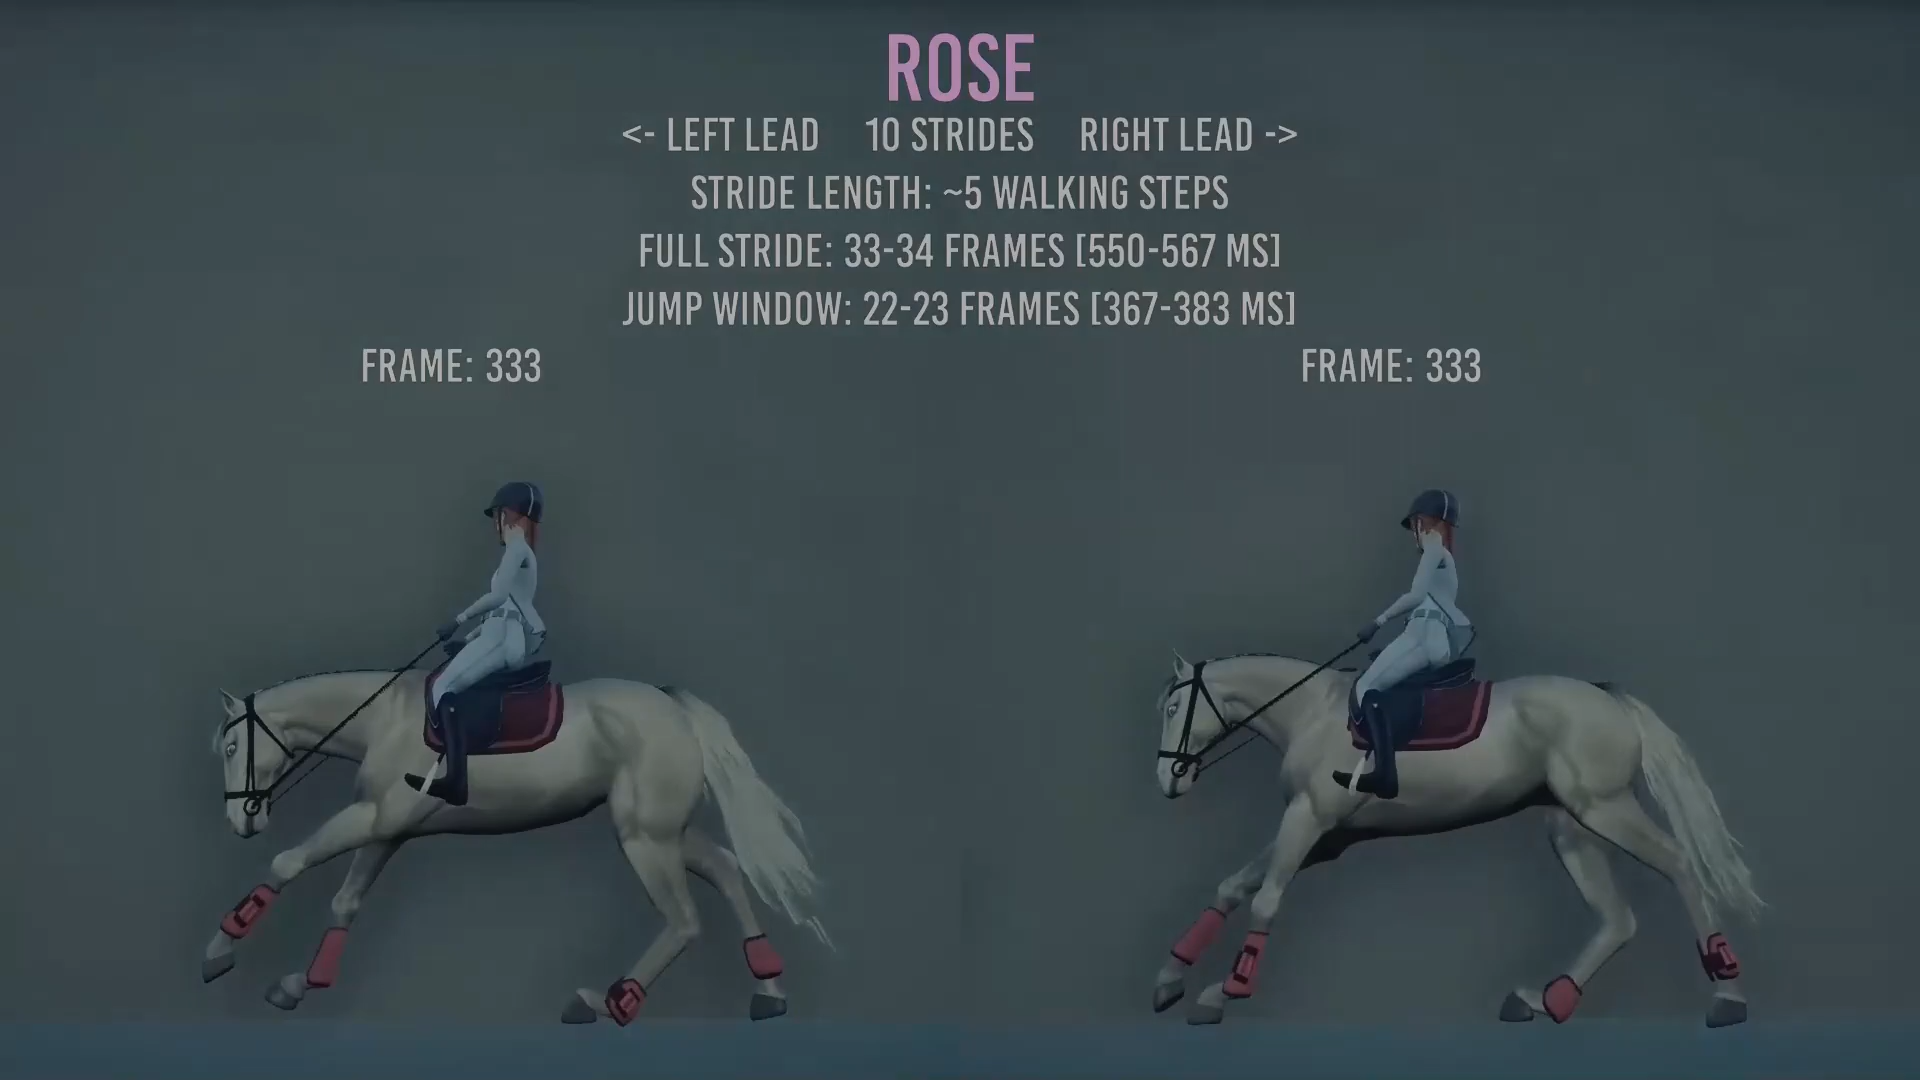 ROSE
<- LEFT LEAD 10 STRIDES RIGHT LEAD ->
STRIDE LENGTH: ~5 WALKING STEPS
FULL STRIDE: 33-34 FRAMES [550-567 MS]
JUMP WINDOW: 22-23 FRAMES [367-383 MS]
FRAME: 333
FRAME: 333